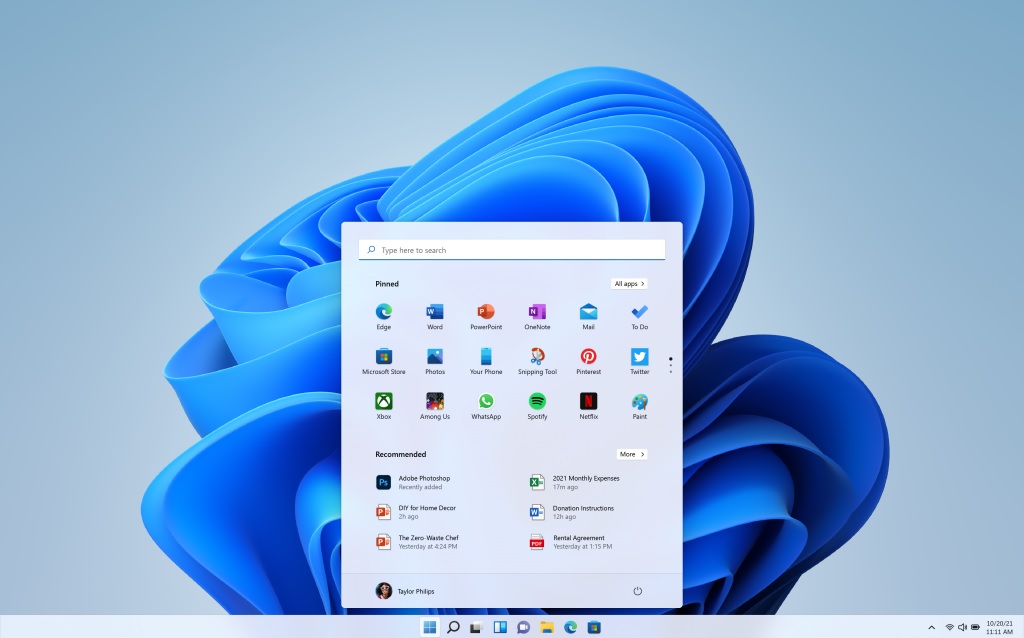 Type here to search
Pinned
All apps
Edge
Word
PowerPoint
OneNote
Mail
To Do
Microsoft Store
Photos
Your Phone
Snipping Tool
Pinterest
Twitter
Xbox
Among Us
WhatsApp
Spotify
Netflix
Paint
Recommended
More
Adobe Photoshop
Recently added
2021 Monthly Expenses
17m ago
DIY for Home Decor
2h ago
Donation Instructions
12h ago
The Zero-Waste Chef
Yesterday at 4:24 PM
Rental Agreement
Yesterday at 1:15 PM
Taylor Philips
10/20/21
11:11 AM